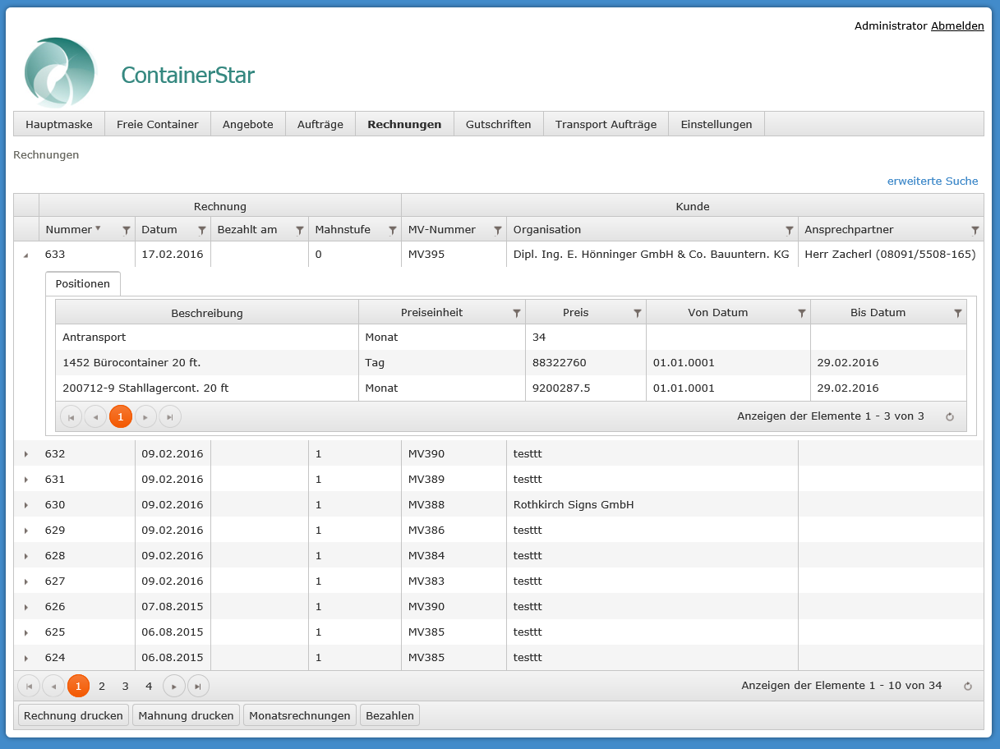 Administrator Abmelden
ContainerStar
Hauptmaske Freie Container Angebote Aufträge Rechnungen Gutschriften Transport Aufträge Einstellungen
Rechnungen
erweiterte Suche
Rechnung Kunde
Nummer Datum Bezahlt am Mahnstufe MV-Nummer Organisation Ansprechpartner
633 17.02.2016 0 MV395 Dipl. Ing. E. Hönninger GmbH & Co. Bauuntern. KG Herr Zacherl (08091/5508-165)
Positionen
Beschreibung Preiseinheit Preis Von Datum Bis Datum
Antransport Monat 34
1452 Bürocontainer 20 ft. Tag 88322760 01.01.0001 29.02.2016
200712-9 Stahllagercont. 20 ft Monat 9200287.5 01.01.0001 29.02.2016
1 Anzeigen der Elemente 1 - 3 von 3
632 09.02.2016 1 MV390 testtt
631 09.02.2016 1 MV389 testtt
630 09.02.2016 1 MV388 Rothkirch Signs GmbH
629 09.02.2016 1 MV386 testtt
628 09.02.2016 1 MV384 testtt
627 09.02.2016 1 MV383 testtt
626 07.08.2015 1 MV390 testtt
625 06.08.2015 1 MV385 testtt
624 06.08.2015 1 MV385 testtt
1 2 3 4 Anzeigen der Elemente 1 - 10 von 34
Rechnung drucken Mahnung drucken Monatsrechnungen Bezahlen